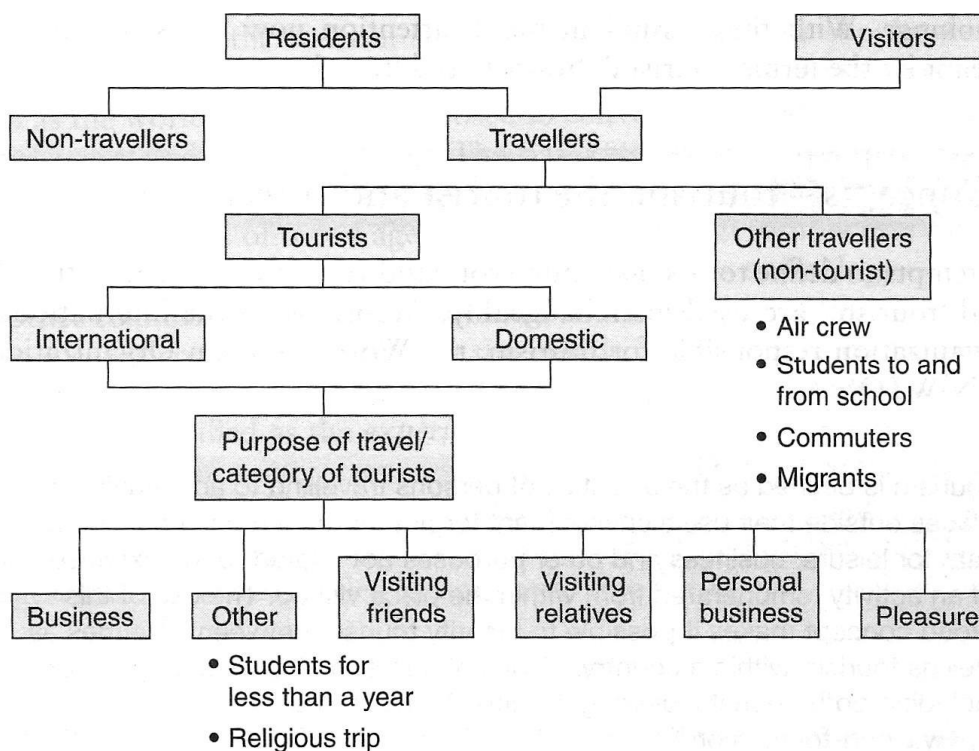 Residents
Visitors
Non-travellers
Travellers
Tourists
Other travellers
(non-tourist)
International
Domestic
• Air crew
• Students to and
from school
• Commuters
• Migrants
Purpose of travel/
category of tourists
Business
Other
Visiting
friends
Visiting
relatives
Personal
business
Pleasure
• Students for
less than a year
• Religious trip